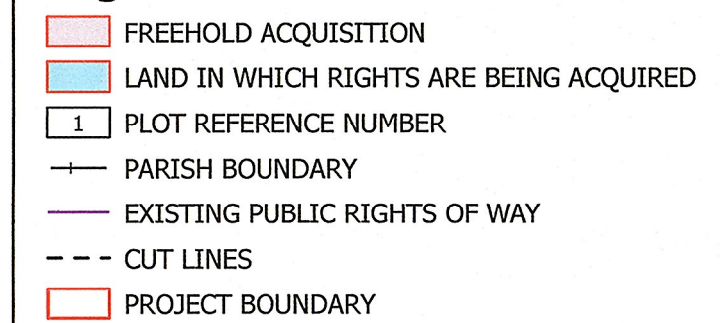 FREEHOLD ACQUISITION
LAND IN WHICH RIGHTS ARE BEING ACQUIRED
1 PLOT REFERENCE NUMBER
PARISH BOUNDARY
EXISTING PUBLIC RIGHTS OF WAY
CUT LINES
PROJECT BOUNDARY